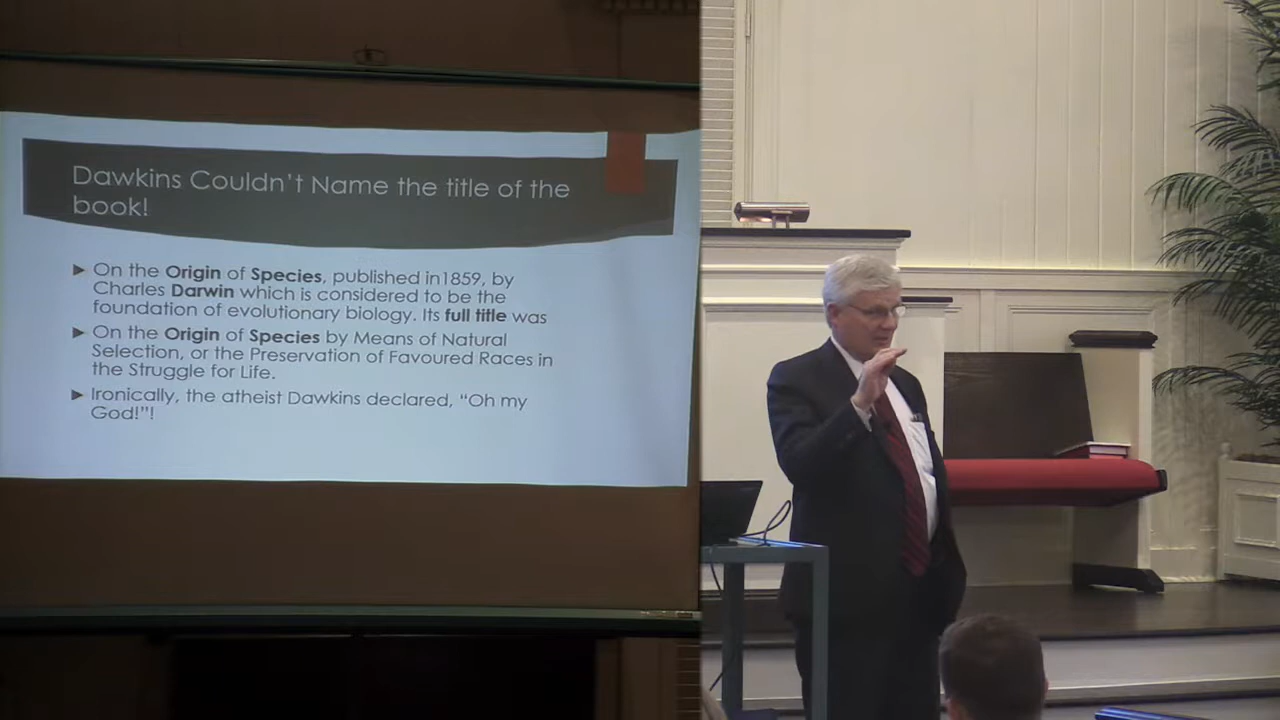 Dawkins Couldn't Name the title of the
book!
On the Origin of Species, published in1859, by
Charles Darwin which is considered to be the
foundation of evolutionary biology. Its full title was
On the Origin of Species by Means of Natural
Selection, or the Preservation of Favoured Races in
the Struggle for Life.
Ironically, the atheist Dawkins declared, “Oh my
God!”!